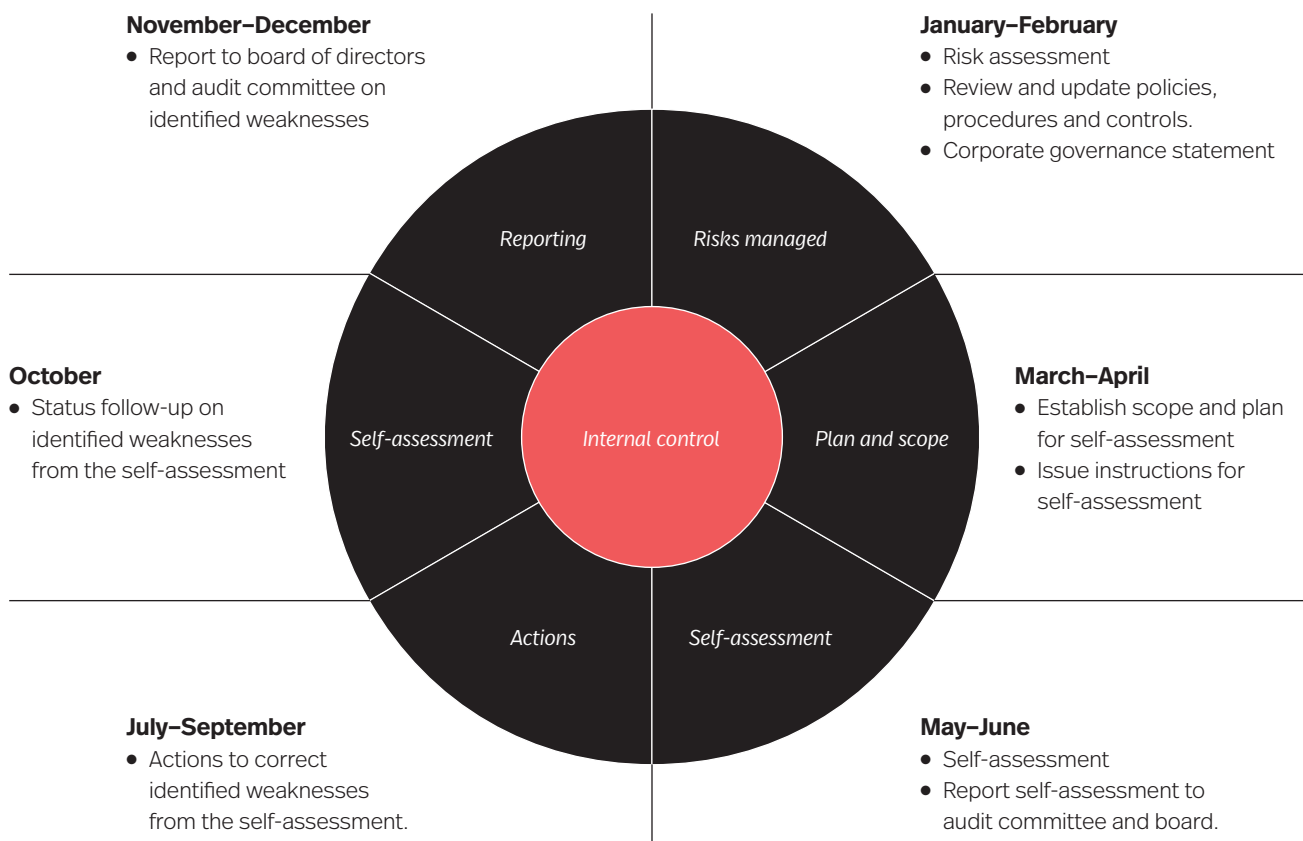 November–December
• Report to board of directors
and audit committee on
identified weaknesses
January–February
• Risk assessment
• Review and update policies,
procedures and controls.
• Corporate governance statement
Reporting
Risks managed
October
• Status follow-up on
identified weaknesses
from the self-assessment
Self-assessment
Internal control
Plan and scope
March–April
• Establish scope and plan
for self-assessment
• Issue instructions for
self-assessment
Actions
Self-assessment
July–September
• Actions to correct
identified weaknesses
from the self-assessment.
May–June
• Self-assessment
• Report self-assessment to
audit committee and board.